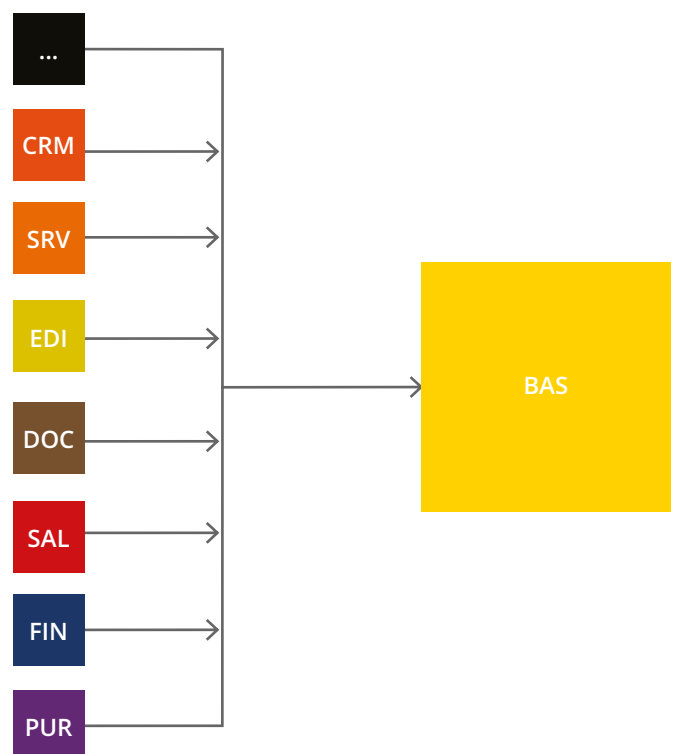 ...
CRM
SRV
EDI
BAS
DOC
SAL
FIN
PUR